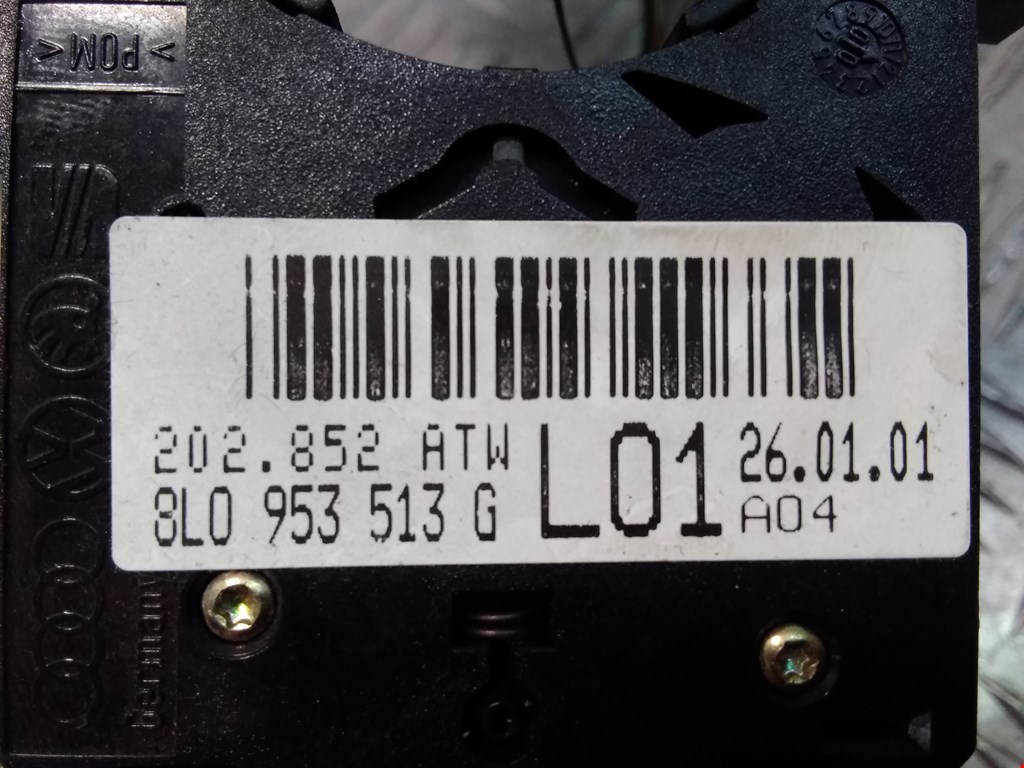 >POM<
202.852 ATW
8L0 953 513 G
L01
26.01.01
A04